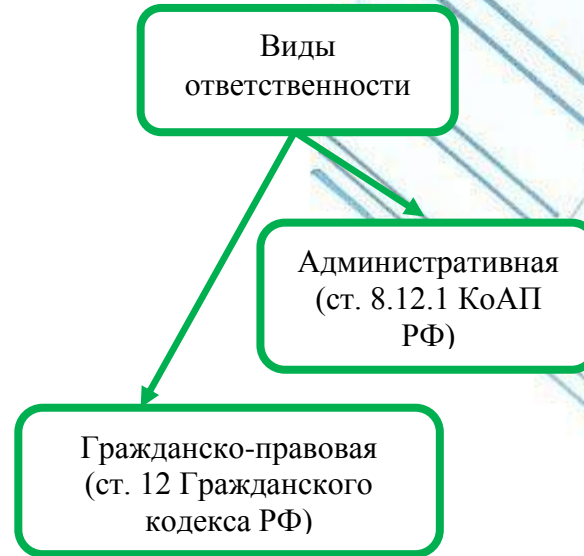 Виды
ответственности
Административная
(ст. 8.12.1 КоАП
РФ)
Гражданско-правовая
(ст. 12 Гражданского
кодекса РФ)